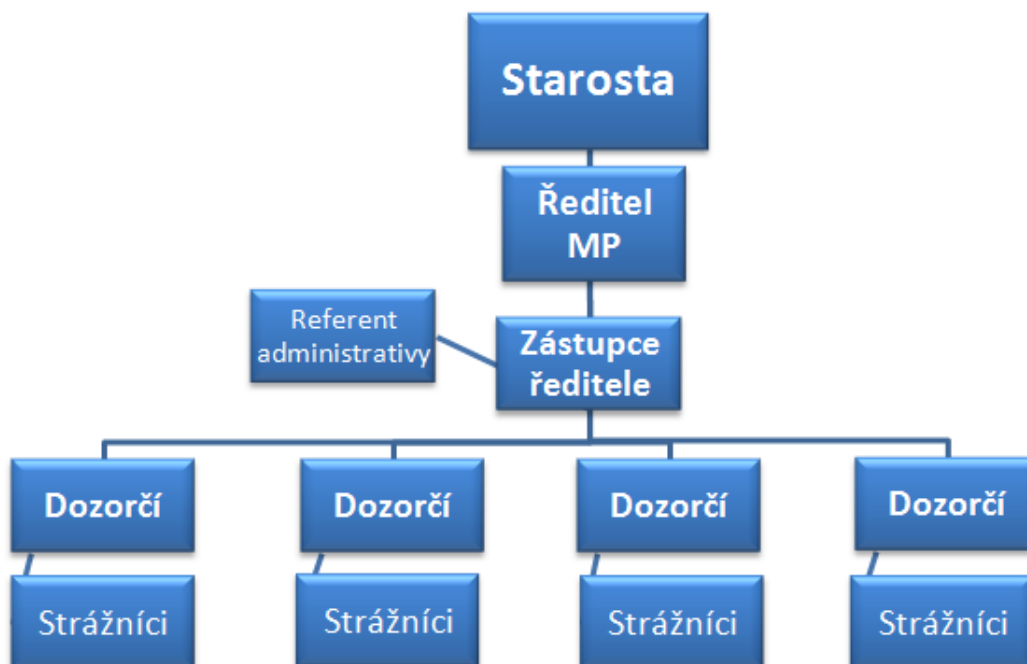 Starosta
Ředitel
MP
Referent
administrativy
Zástupce
ředitele
Dozorčí
Dozorčí
Dozorčí
Dozorčí
Strážníci
Strážníci
Strážníci
Strážníci